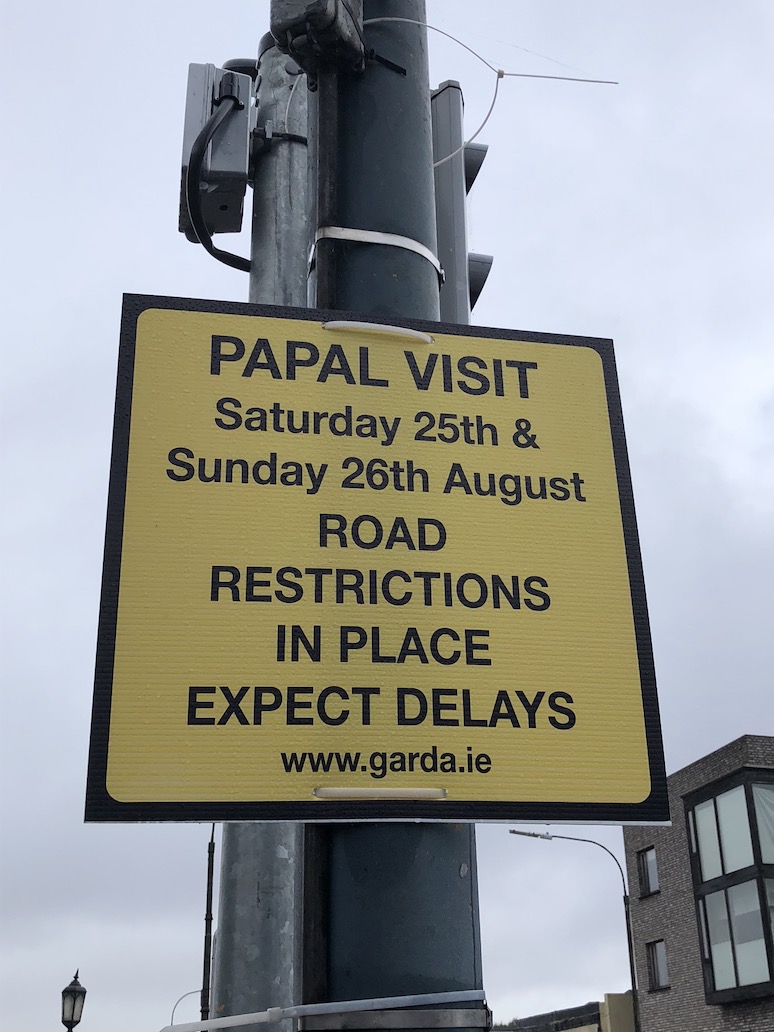 PAPAL VISIT
Saturday 25th &
Sunday 26th August
ROAD
RESTRICTIONS
IN PLACE
EXPECT DELAYS
www.garda.ie